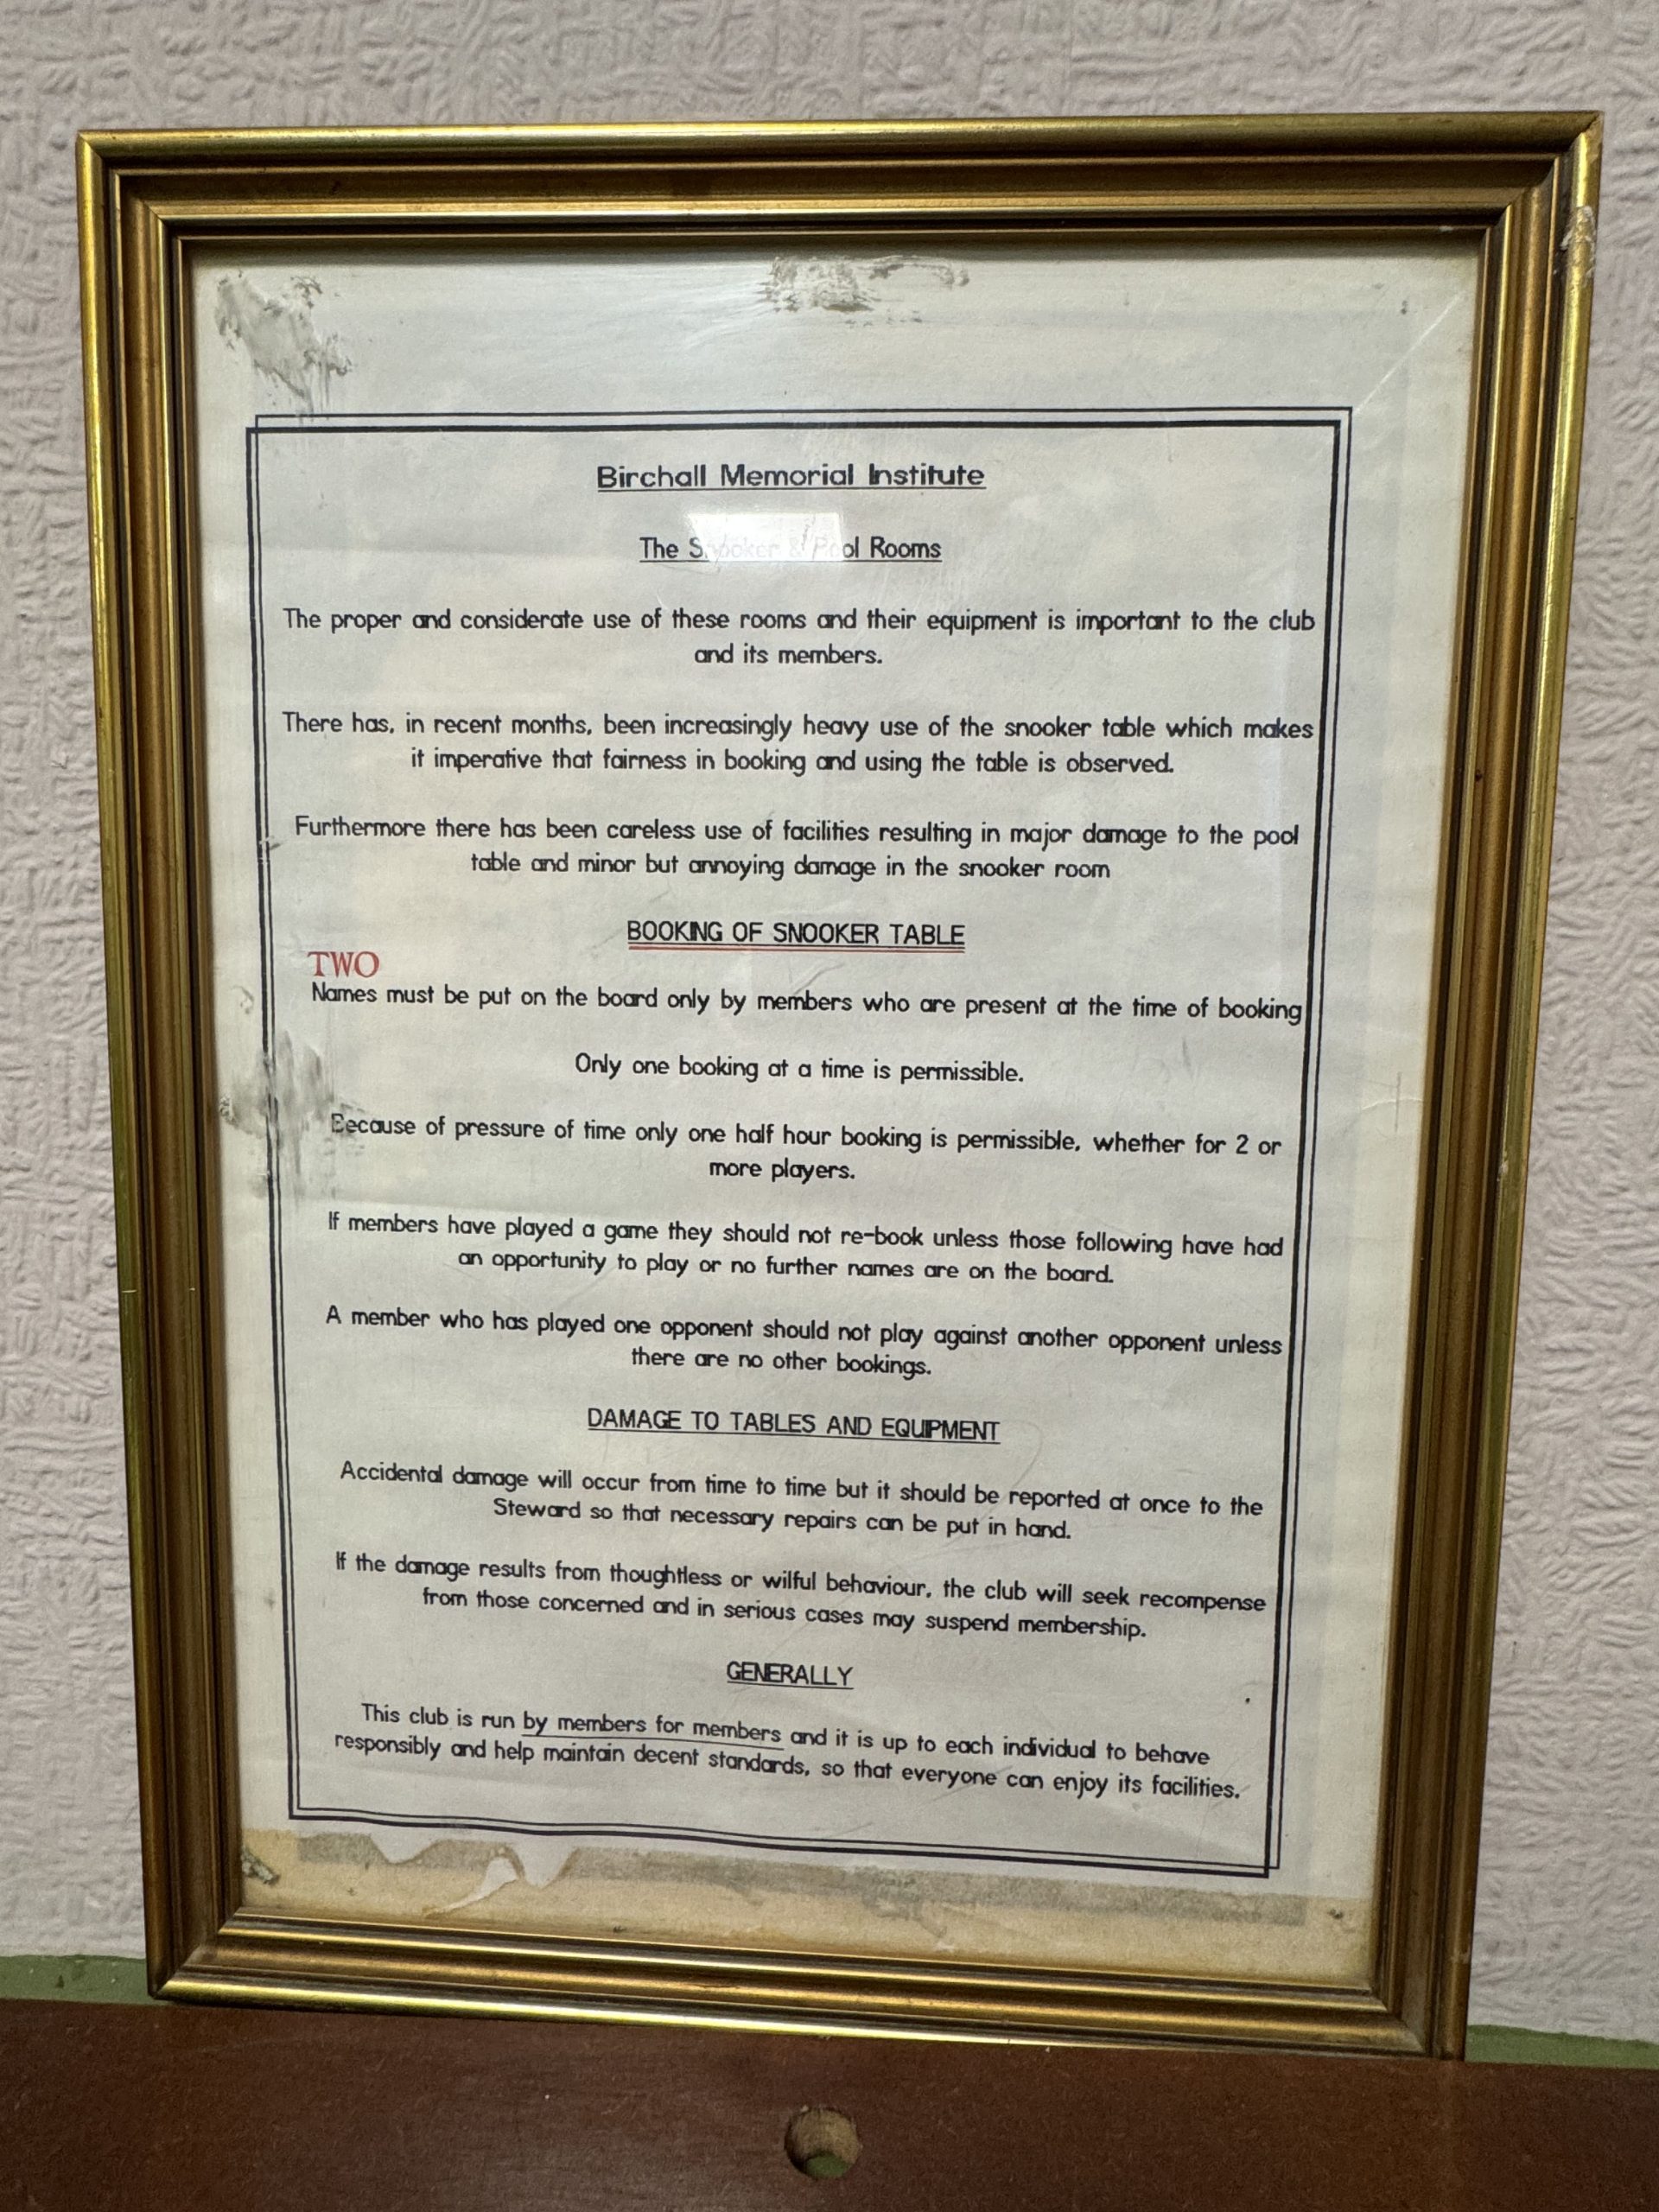 Birchall Memorial Institute
The Snooker & Pool Rooms
The proper and considerate use of these rooms and their equipment is important to the club
and its members.
There has, in recent months, been increasingly heavy use of the snooker table which makes
it imperative that fairness in booking and using the table is observed.
Furthermore there has been careless use of facilities resulting in major damage to the pool
table and minor but annoying damage in the snooker room
BOOKING OF SNOOKER TABLE
TWO
Names must be put on the board only by members who are present at the time of booking
Only one booking at a time is permissible.
Because of pressure of time only one half hour booking is permissible, whether for 2 or
more players.
If members have played a game they should not re-book unless those following have had
an opportunity to play or no further names are on the board.
A member who has played one opponent should not play against another opponent unless
there are no other bookings.
DAMAGE TO TABLES AND EQUIPMENT
Accidental damage will occur from time to time but it should be reported at once to the
Steward so that necessary repairs can be put in hand.
If the damage results from thoughtless or wilful behaviour, the club will seek recompense
from those concerned and in serious cases may suspend membership.
GENERALLY
This club is run by members for members and it is up to each individual to behave
responsibly and help maintain decent standards, so that everyone can enjoy its facilities.